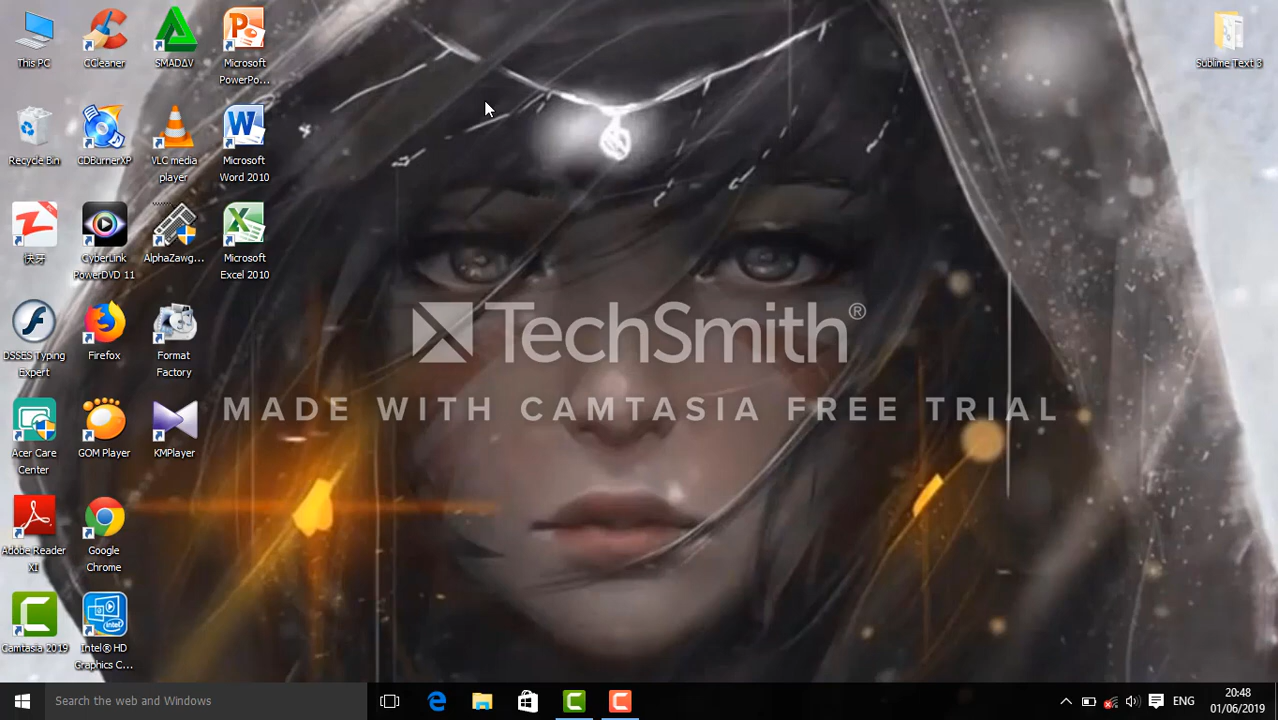 This PC
CCleaner
SMADΔV
Microsoft
PowerPo...
Sublime Text 3
Recycle Bin
CDBurnerXP
VLC media
player
Microsoft
Word 2010
快牙
CyberLink
PowerDVD 11
AlphaZawg...
Microsoft
Excel 2010
DSSES Typing
Expert
Firefox
Format
Factory
TechSmith®
MADE WITH CAMTASIA FREE TRIAL
Acer Care
Center
GOM Player
KMPlayer
Adobe Reader
XI
Google
Chrome
Camtasia 2019
Intel® HD
Graphics C...
Search the web and Windows
ENG
20:48
01/06/2019